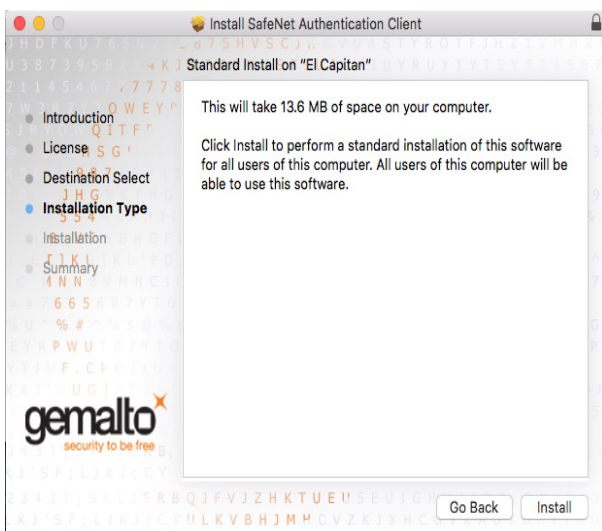 Install SafeNet Authentication Client
Standard Install on “El Capitan”
Introduction
License
Destination Select
Installation Type
Installation
Summary
This will take 13.6 MB of space on your computer.
Click Install to perform a standard installation of this software
for all users of this computer. All users of this computer will be
able to use this software.
gemalto
security to be free
Go Back
Install